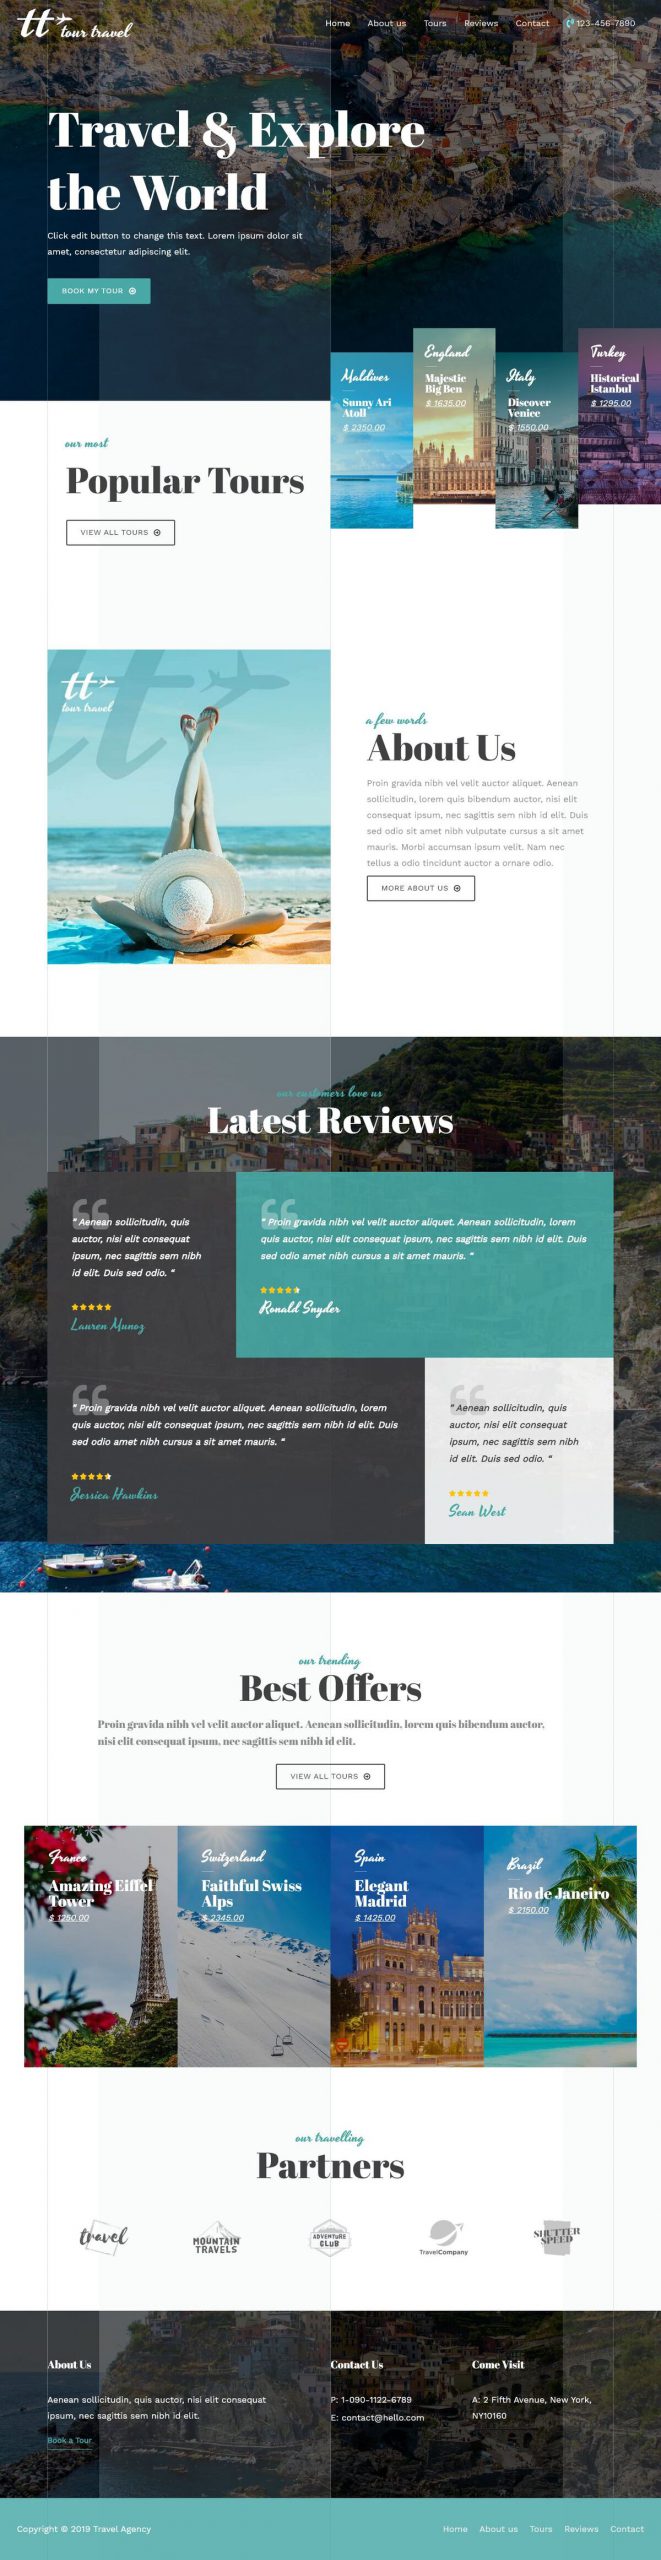 tt
tour travel
Home About us Tours Reviews Contact 123-456-7890
Travel & Explore
the World
Click edit button to change this text. Lorem ipsum dolor sit
amet, consectetur adipiscing elit.
BOOK MY TOUR
Maldives
Sunny Ari
Atoll
$ 2350.00
England
Majestic
Big Ben
$ 1635.00
Italy
Discover
Venice
$ 1550.00
Turkey
Historical
Istanbul
$ 1295.00
our most
Popular Tours
VIEW ALL TOURS
tt
tour travel
a few words
About Us
Proin gravida nibh vel velit auctor aliquet. Aenean
sollicitudin, lorem quis bibendum auctor, nisi elit
consequat ipsum, nec sagittis sem nibh id elit. Duis
sed odio sit amet nibh vulputate cursus a sit amet
mauris. Morbi accumsan ipsum velit. Nam nec
tellus a odio tincidunt auctor a ornare odio.
MORE ABOUT US
our customers love us
Latest Reviews
“ Aenean sollicitudin, quis
auctor, nisi elit consequat
ipsum, nec sagittis sem nibh
id elit. Duis sed odio. “
Lauren Munoz
“ Proin gravida nibh vel velit auctor aliquet. Aenean sollicitudin, lorem
quis auctor, nisi elit consequat ipsum, nec sagittis sem nibh id elit. Duis
sed odio amet nibh cursus a sit amet mauris. “
Ronald Snyder
“ Proin gravida nibh vel velit auctor aliquet. Aenean sollicitudin, lorem
quis auctor, nisi elit consequat ipsum, nec sagittis sem nibh id elit. Duis
sed odio amet nibh cursus a sit amet mauris. “
Jessica Hawkins
“ Aenean sollicitudin, quis
auctor, nisi elit consequat
ipsum, nec sagittis sem nibh
id elit. Duis sed odio. “
Sean West
our trending
Best Offers
Proin gravida nibh vel velit auctor aliquet. Aenean sollicitudin, lorem quis bibendum auctor,
nisi elit consequat ipsum, nec sagittis sem nibh id elit.
VIEW ALL TOURS
France
Amazing Eiffel
Tower
$ 1250.00
Switzerland
Faithful Swiss
Alps
$ 2345.00
Spain
Elegant
Madrid
$ 1425.00
Brazil
Rio de Janeiro
$ 2150.00
our travelling
Partners
travel
MOUNTAIN
TRAVELS
ADVENTURE
CLUB
TravelCompany
SHUTTER
SPEED
About Us
Aenean sollicitudin, quis auctor, nisi elit consequat
ipsum, nec sagittis sem nibh id elit.
Book a Tour
Contact Us
P: 1-090-1122-6789
E: contact@hello.com
Come Visit
A: 2 Fifth Avenue, New York,
NY10160
Copyright © 2019 Travel Agency
Home About us Tours Reviews Contact